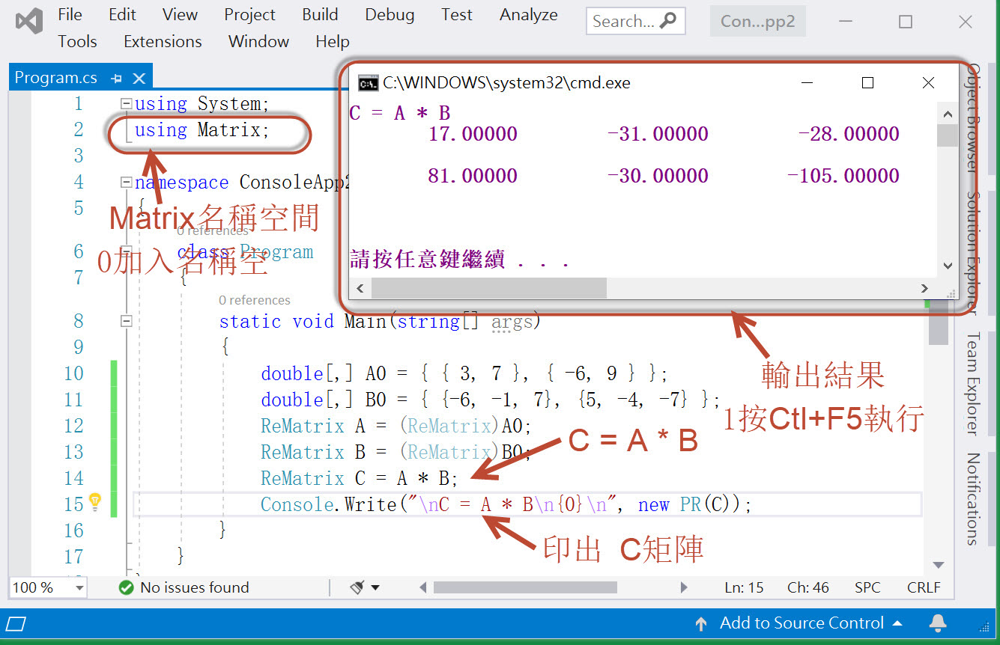 File Edit View Project Build Debug Test Analyze Search... Con...pp2
Tools Extensions Window Help
Program.cs
C:\WINDOWS\system32\cmd.exe
C = A * B
17.00000 -31.00000 -28.00000
81.00000 -30.00000 -105.00000
請按任意鍵繼續 . . .
1 using System;
2 using Matrix;
3
4 namespace ConsoleApp2
5 {
Matrix名稱空間
0 references
6 class Program
0加入名稱空
7 {
0 references
8 static void Main(string[] args)
9 {
10 double[,] A0 = { { 3, 7 }, { -6, 9 } };
11 double[,] B0 = { {-6, -1, 7}, {5, -4, -7} };
12 ReMatrix A = (ReMatrix)A0;
13 ReMatrix B = (ReMatrix)B0;
14 ReMatrix C = A * B;
15 Console.Write("\nC = A * B\n{0}\n", new PR(C));
16 }
17 }
輸出結果
1按Ctl+F5執行
C = A * B
印出 C矩陣
Object Browser
Solution Explorer
Team Explorer
Notifications
100 % No issues found Ln: 15 Ch: 46 SPC CRLF
Add to Source Control